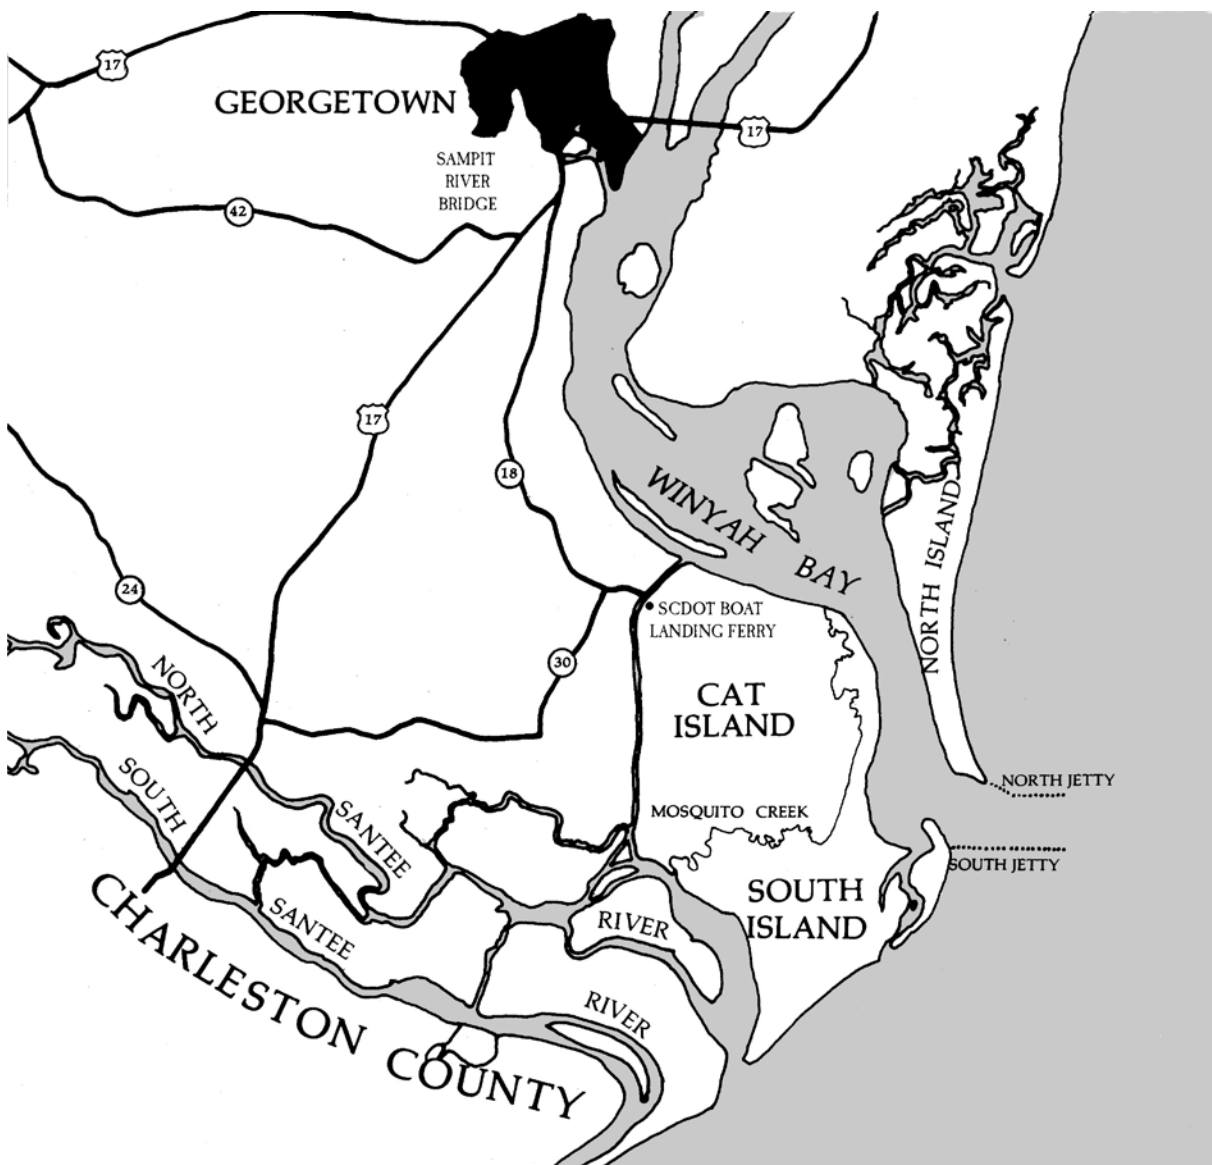 17
GEORGETOWN
17
SAMPIT
RIVER
BRIDGE
42
17
18
WINYAH BAY
NORTH ISLAND
24
SCDOT BOAT
LANDING FERRY
30
NORTH
CAT
ISLAND
SOUTH
NORTH JETTY
SANTEE
MOSQUITO CREEK
SOUTH JETTY
SOUTH
ISLAND
SANTEE
RIVER
RIVER
CHARLESTON COUNTY